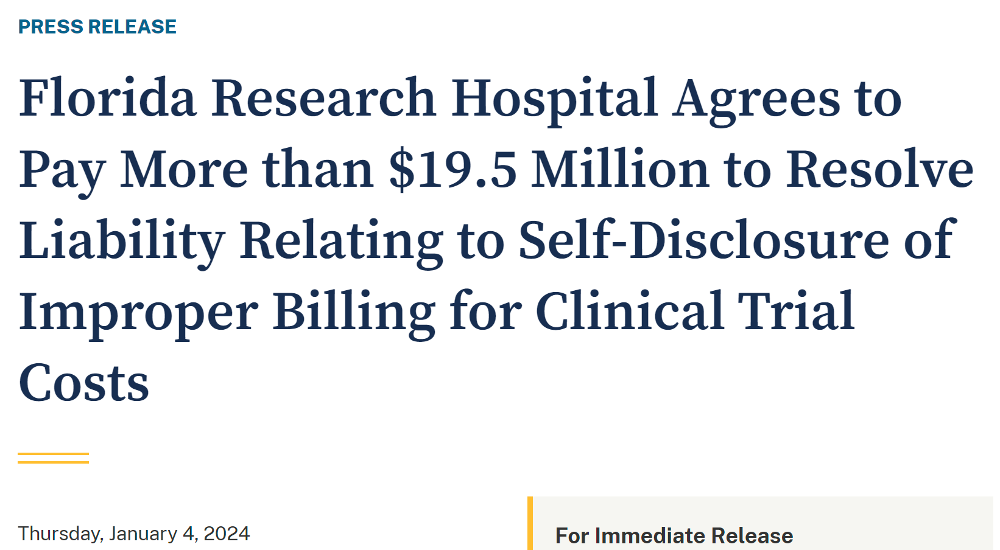 PRESS RELEASE
Florida Research Hospital Agrees to
Pay More than $19.5 Million to Resolve
Liability Relating to Self-Disclosure of
Improper Billing for Clinical Trial
Costs
Thursday, January 4, 2024
For Immediate Release